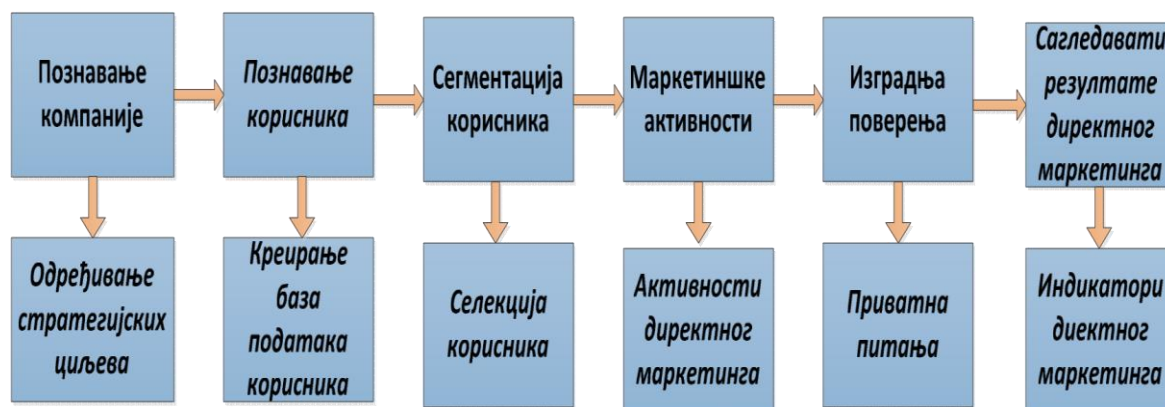 Познавање
компаније
Познавање
корисника
Сегментација
корисника
Маркетиншке
активности
Изградња
поверења
Сагледавати
резултате
директног
маркетинга
Одређивање
стратегијских
циљева
Креирање
база
података
корисника
Селекција
корисника
Активности
директног
маркетинга
Приватна
питања
Индикатори
диектног
маркетинга